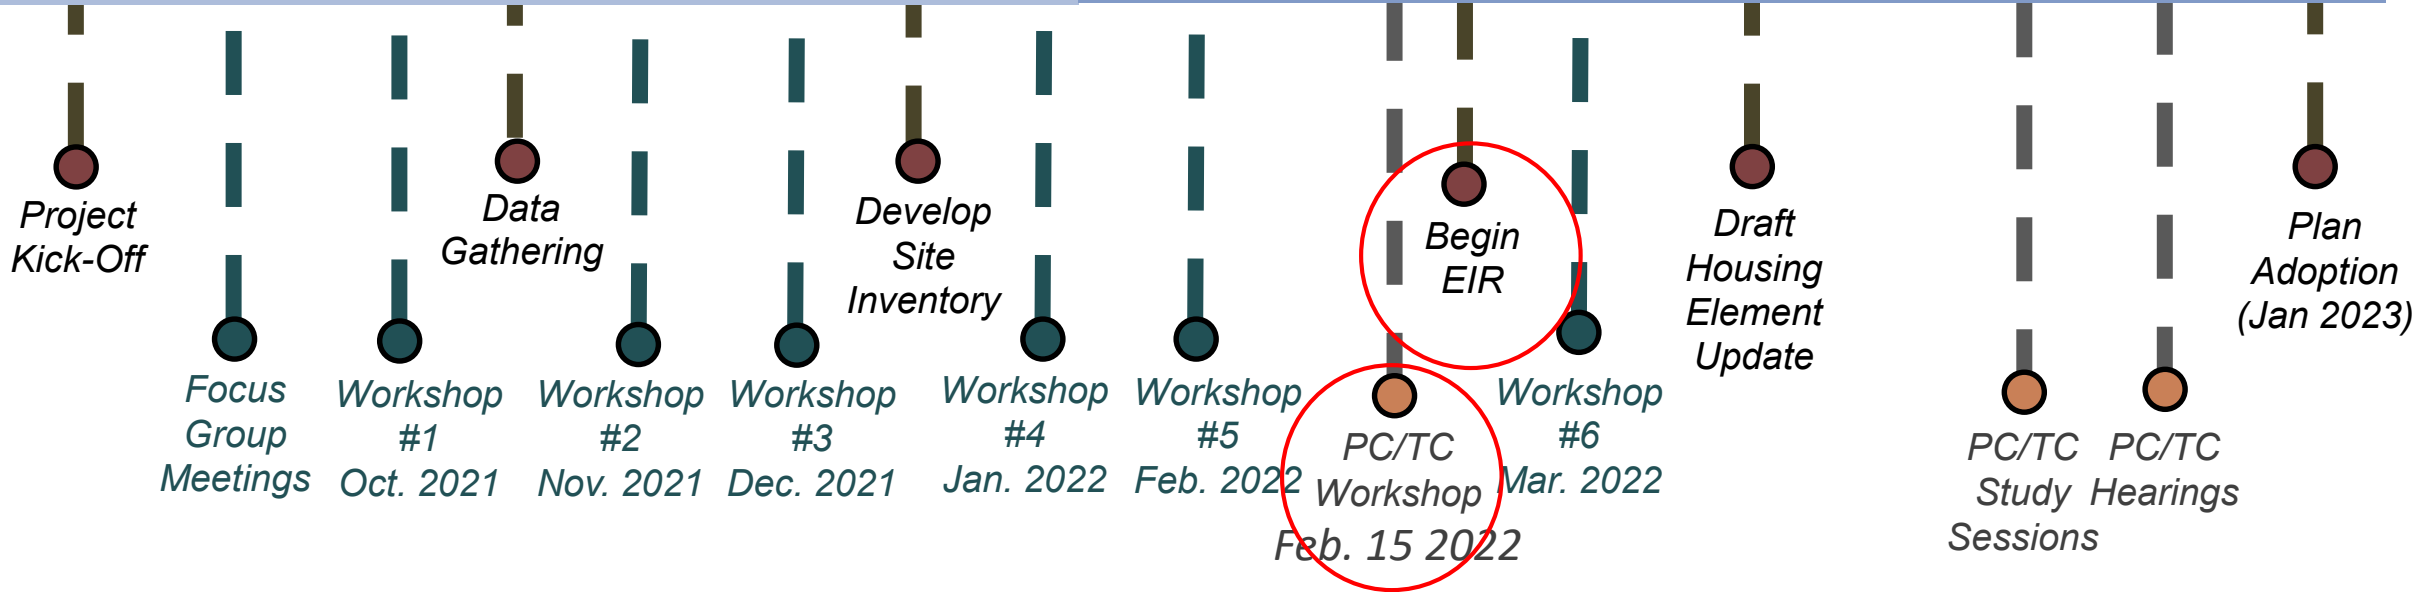 Project
Kick-Off
Focus
Group
Meetings
Workshop
#1
Oct. 2021
Data
Gathering
Workshop
#2
Nov. 2021
Workshop
#3
Dec. 2021
Develop
Site
Inventory
Workshop
#4
Jan. 2022
Workshop
#5
Feb. 2022
PC/TC
Workshop
Feb. 15 2022
Begin
EIR
Workshop
#6
Mar. 2022
Draft
Housing
Element
Update
PC/TC
Study
Sessions
PC/TC
Hearings
Plan
Adoption
(Jan 2023)